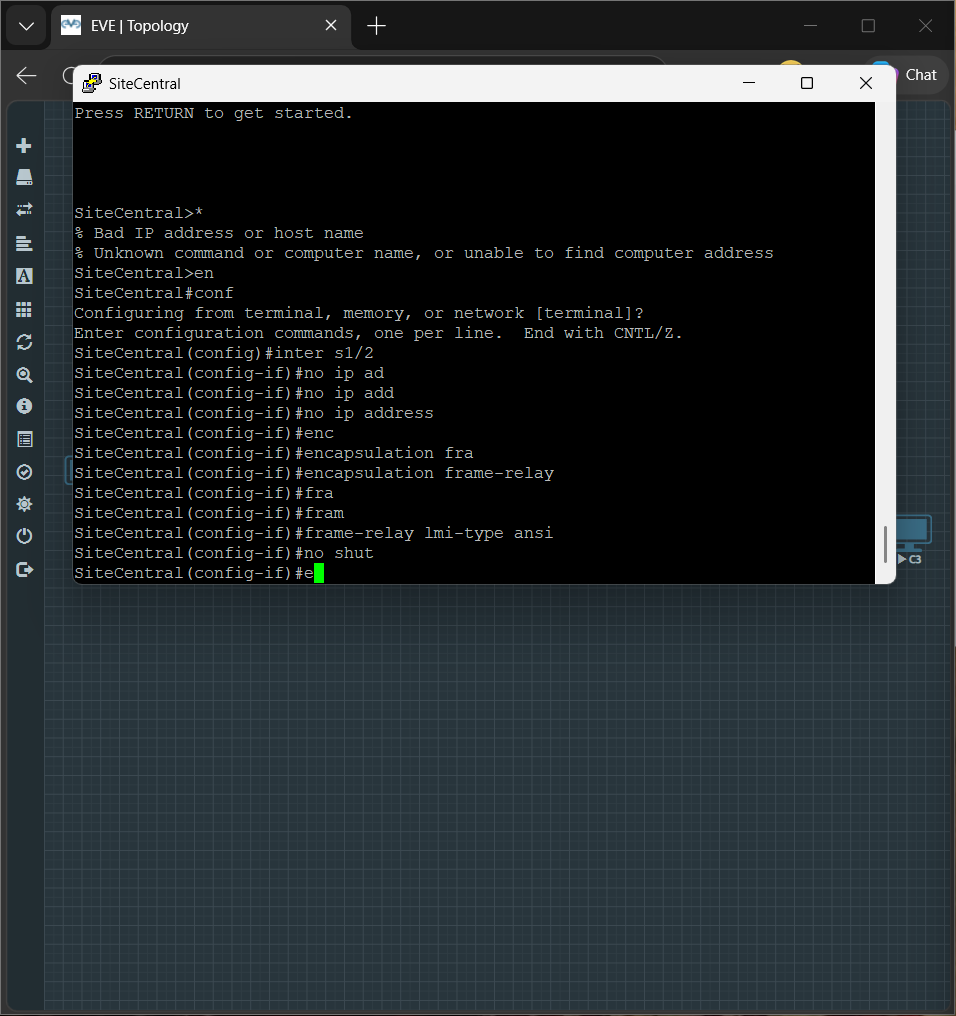 EVE | Topology
Chat
SiteCentral
Press RETURN to get started.
SiteCentral>*
% Bad IP address or host name
% Unknown command or computer name, or unable to find computer address
SiteCentral>en
SiteCentral#conf
Configuring from terminal, memory, or network [terminal]?
Enter configuration commands, one per line.  End with CNTL/Z.
SiteCentral(config)#inter s1/2
SiteCentral(config-if)#no ip ad
SiteCentral(config-if)#no ip add
SiteCentral(config-if)#no ip address
SiteCentral(config-if)#enc
SiteCentral(config-if)#encapsulation fra
SiteCentral(config-if)#encapsulation frame-relay
SiteCentral(config-if)#fra
SiteCentral(config-if)#fram
SiteCentral(config-if)#frame-relay lmi-type ansi
SiteCentral(config-if)#no shut
SiteCentral(config-if)#e
C3